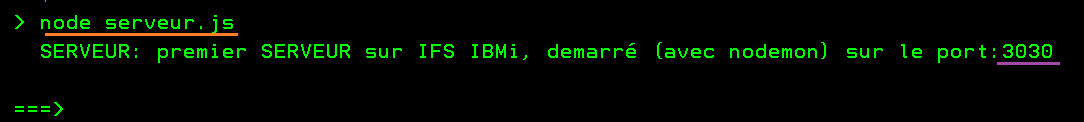 > node serveur.js
SERVEUR: premier SERVEUR sur IFS IBMi, demarré (avec nodemon) sur le port:3030
===>